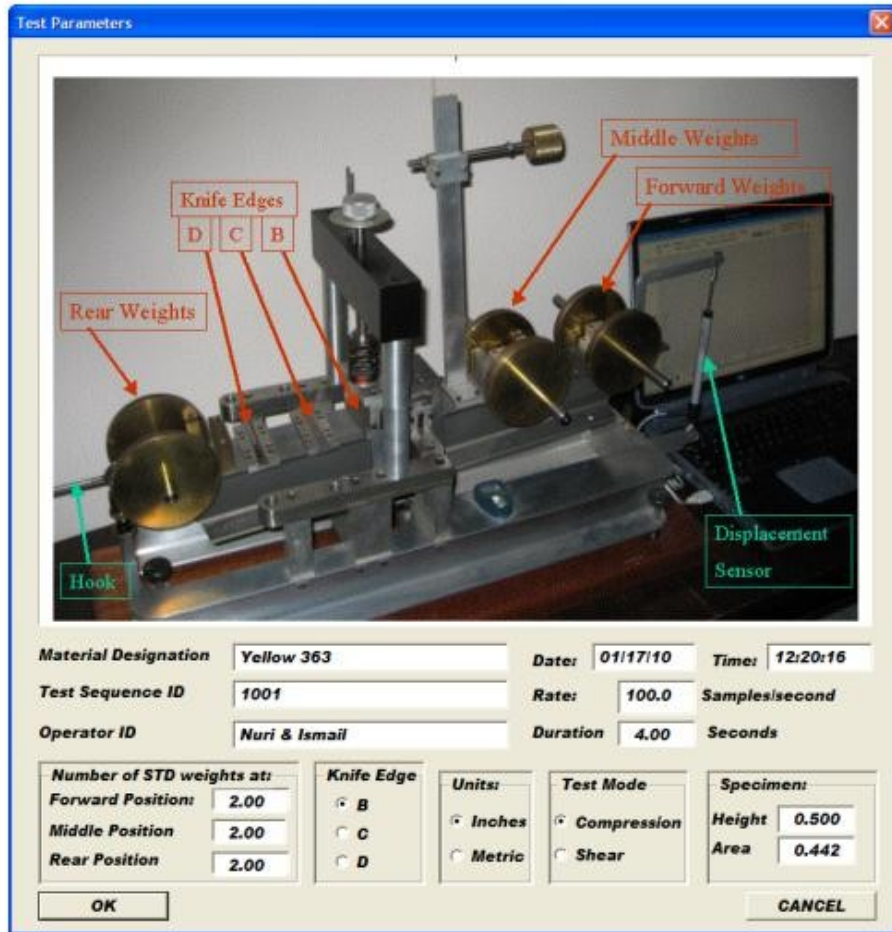 Test Parameters
Middle Weights
Forward Weights
Knife Edges
D C B
Rear Weights
Displacement
Sensor
Hook
Material Designation Yellow 363 Date: 01/17/10 Time: 12:20:16
Test Sequence ID 1001 Rate: 100.0 Samples/second
Operator ID Nuri & Ismail Duration 4.00 Seconds
Number of STD weights at:
Forward Position: 2.00
Middle Position 2.00
Rear Position 2.00
Knife Edge
B
C
D
Units:
Inches
Metric
Test Mode
Compression
Shear
Specimen:
Height 0.500
Area 0.442
OK CANCEL